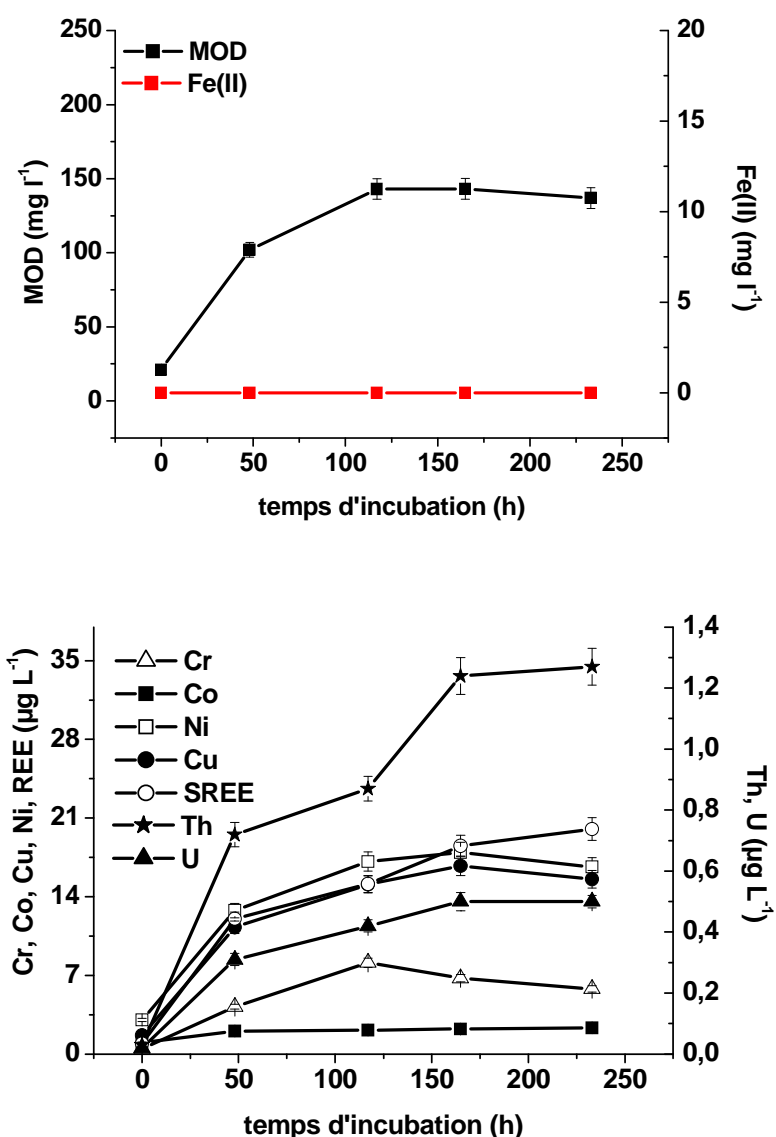 MOD
Fe(II)
250
200
150
100
50
0
MOD (mg l-1)
20
15
10
5
0
Fe(II) (mg l-1)
0 50 100 150 200 250
temps d'incubation (h)
Cr
Co
Ni
Cu
SREE
Th
U
35
28
21
14
7
0
Cr, Co, Cu, Ni, REE (µg L-1)
1,4
1,2
1,0
0,8
0,6
0,4
0,2
0,0
Th, U (µg L-1)
0 50 100 150 200 250
temps d'incubation (h)